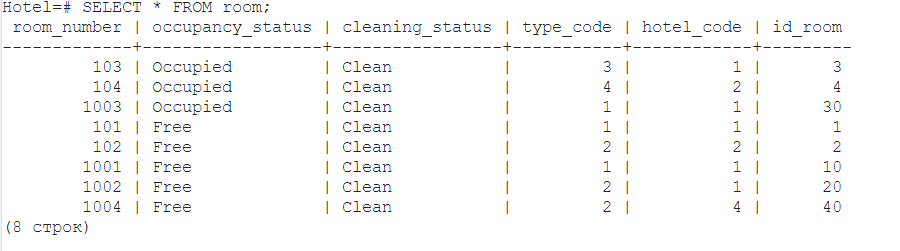 Hotel=# SELECT * FROM room;
 room_number | occupancy_status | cleaning_status | type_code | hotel_code | id_room
-------------+------------------+-----------------+-----------+------------+---------
         103 | Occupied         | Clean           |         3 |          1 |       3
         104 | Occupied         | Clean           |         4 |          2 |       4
        1003 | Occupied         | Clean           |         1 |          1 |      30
         101 | Free             | Clean           |         1 |          1 |       1
         102 | Free             | Clean           |         2 |          2 |       2
        1001 | Free             | Clean           |         1 |          1 |      10
        1002 | Free             | Clean           |         2 |          1 |      20
        1004 | Free             | Clean           |         2 |          4 |      40
(8 строк)